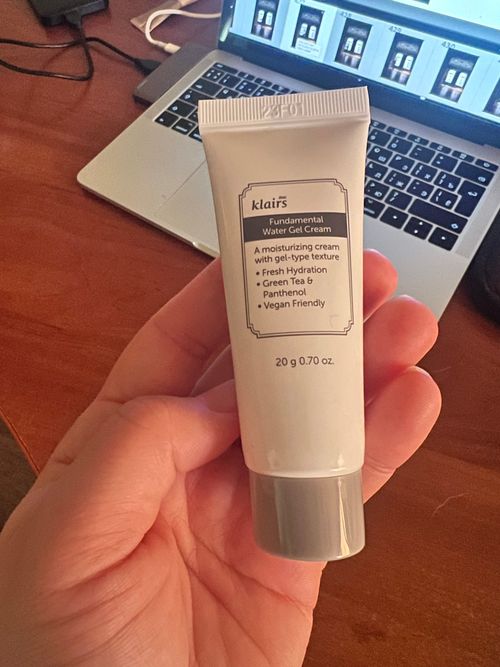 23F01
klairs
Fundamental
Water Gel Cream
A moisturizing cream
with gel-type texture
• Fresh Hydration
• Green Tea &
Panthenol
• Vegan Friendly
20 g 0.70 oz.